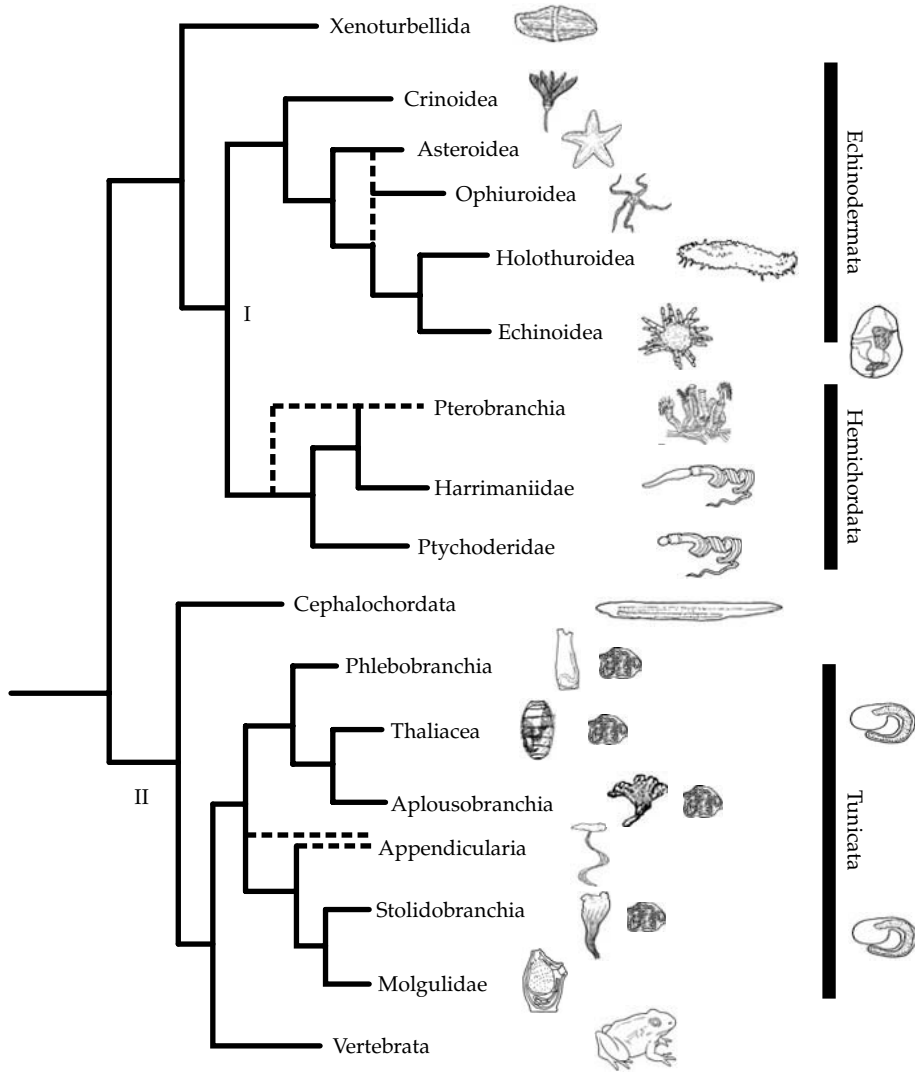 Xenoturbellida
Crinoidea
Asteroidea
Ophiuroidea
Holothuroidea
Echinoidea
Echinodermata
I
Pterobranchia
Harrimaniidae
Ptychoderidae
Hemichordata
Cephalochordata
Phlebobranchia
Thaliacea
II
Aplousobranchia
Appendicularia
Stolidobranchia
Molgulidae
Tunicata
Vertebrata